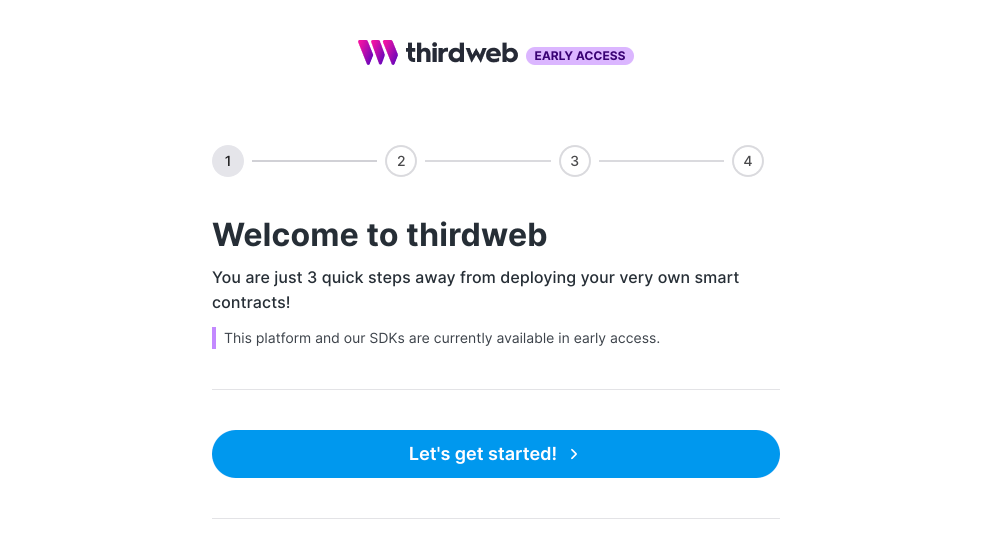 thirdweb EARLY ACCESS
1 2 3 4
Welcome to thirdweb
You are just 3 quick steps away from deploying your very own smart
contracts!
This platform and our SDKs are currently available in early access.
Let's get started!